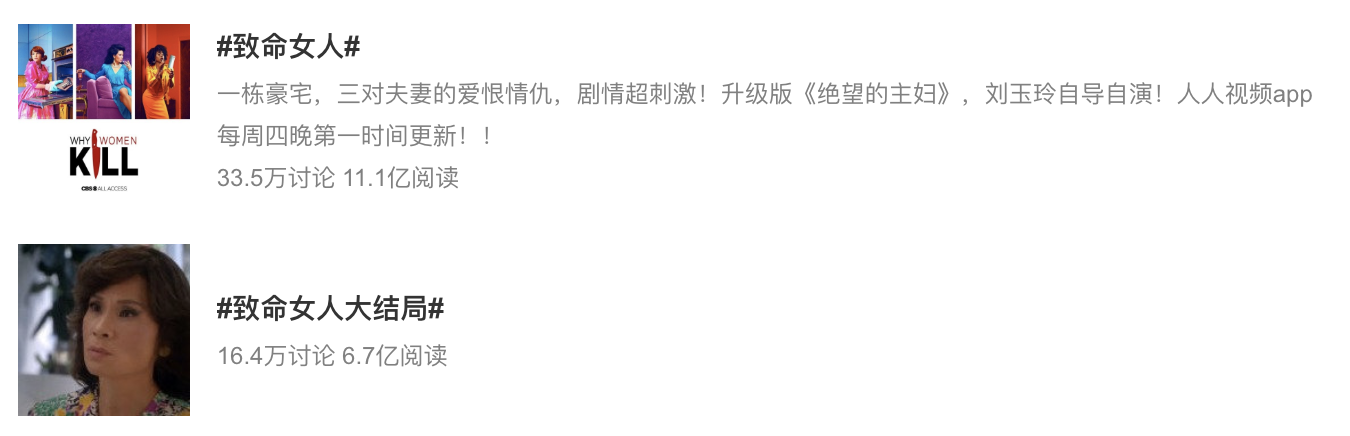 #致命女人#
一栋豪宅，三对夫妻的爱恨情仇，剧情超刺激！升级版《绝望的主妇》，刘玉玲自导自演！人人视频app
每周四晚第一时间更新！！
33.5万讨论 11.1亿阅读
WHY WOMEN
KILL
CBS ALL ACCESS
#致命女人大结局#
16.4万讨论 6.7亿阅读